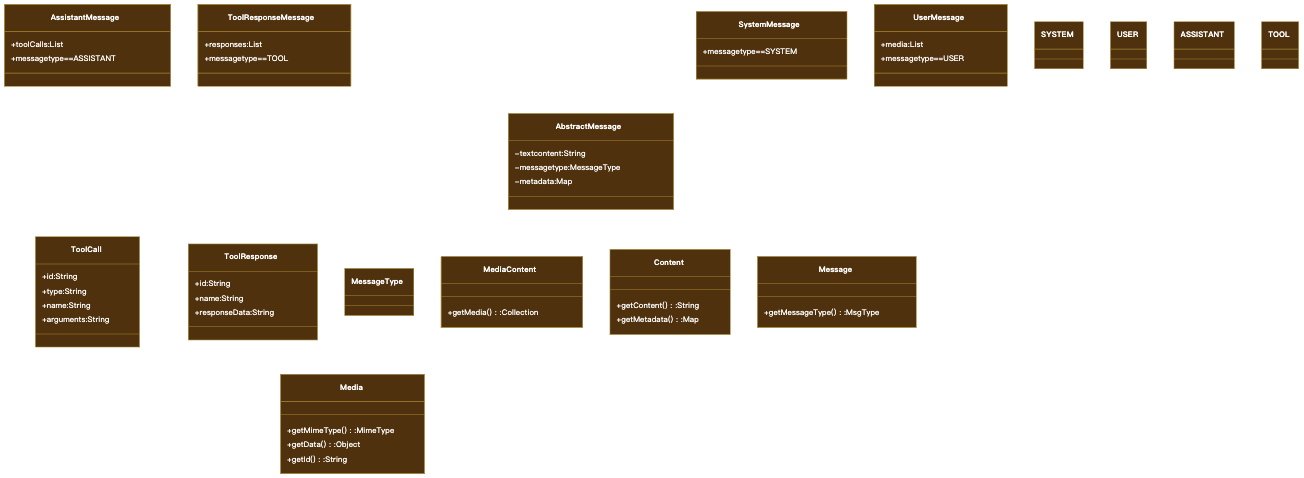 AssistantMessage
+toolCalls:List
+messagetype==ASSISTANT
ToolResponseMessage
+responses:List
+messagetype==TOOL
SystemMessage
+messagetype==SYSTEM
UserMessage
+media:List
+messagetype==USER
SYSTEM
USER
ASSISTANT
TOOL
AbstractMessage
-textcontent:String
-messagetype:MessageType
-metadata:Map
ToolCall
+id:String
+type:String
+name:String
+arguments:String
ToolResponse
+id:String
+name:String
+responseData:String
MessageType
MediaContent
+getMedia() : :Collection
Content
+getContent() : :String
+getMetadata() : :Map
Message
+getMessageType() : :MsgType
Media
+getMimeType() : :MimeType
+getData() : :Object
+getId() : :String